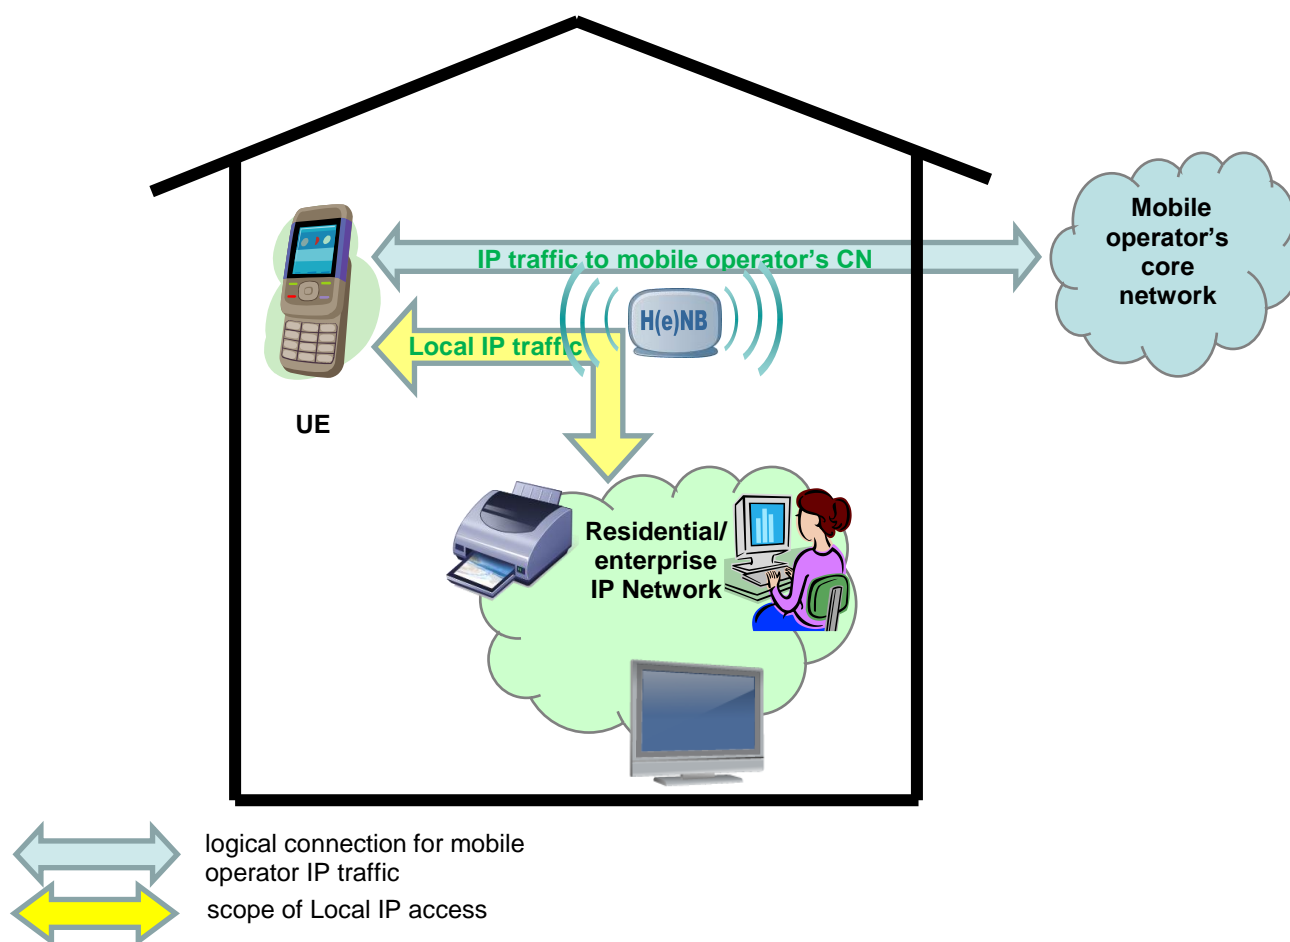 Mobile
operator’s
core
network
IP traffic to mobile operator’s CN
H(e)NB
Local IP traffic
UE
Residential/
enterprise
IP Network
logical connection for mobile
operator IP traffic
scope of Local IP access